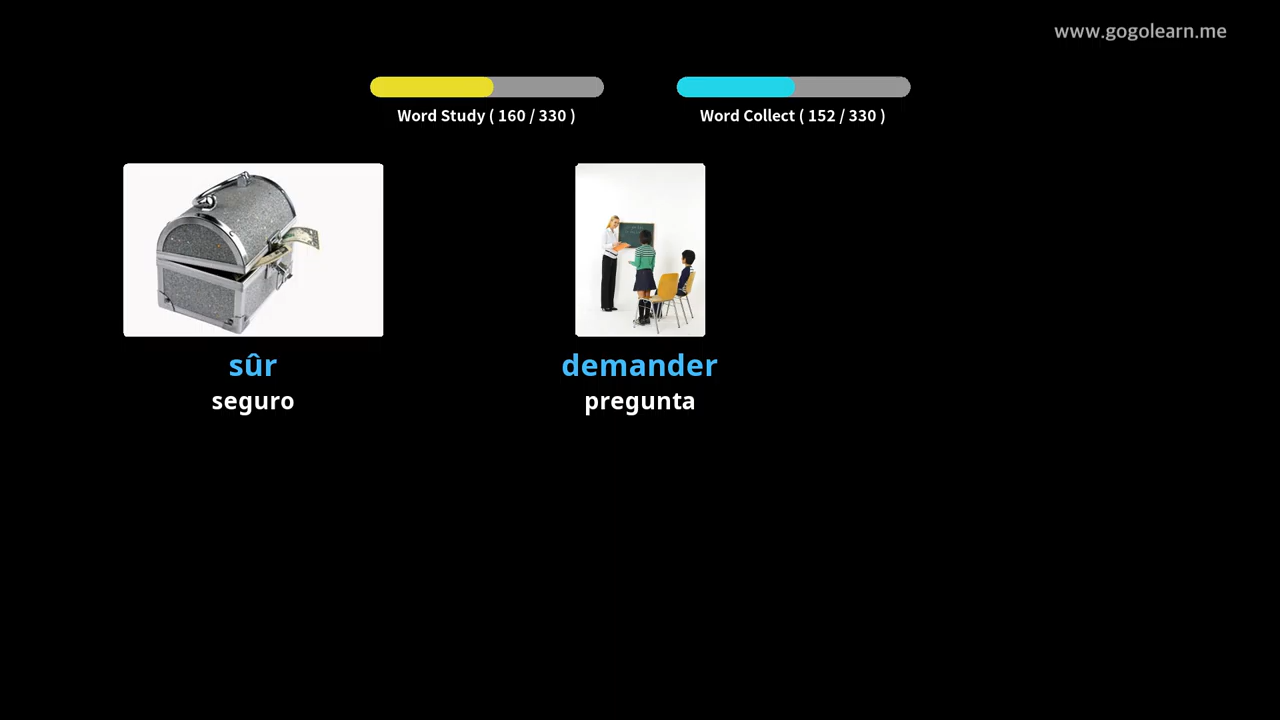 www.gogolearn.me
Word Study ( 160 / 330 )
Word Collect ( 152 / 330 )
sûr
seguro
demander
pregunta